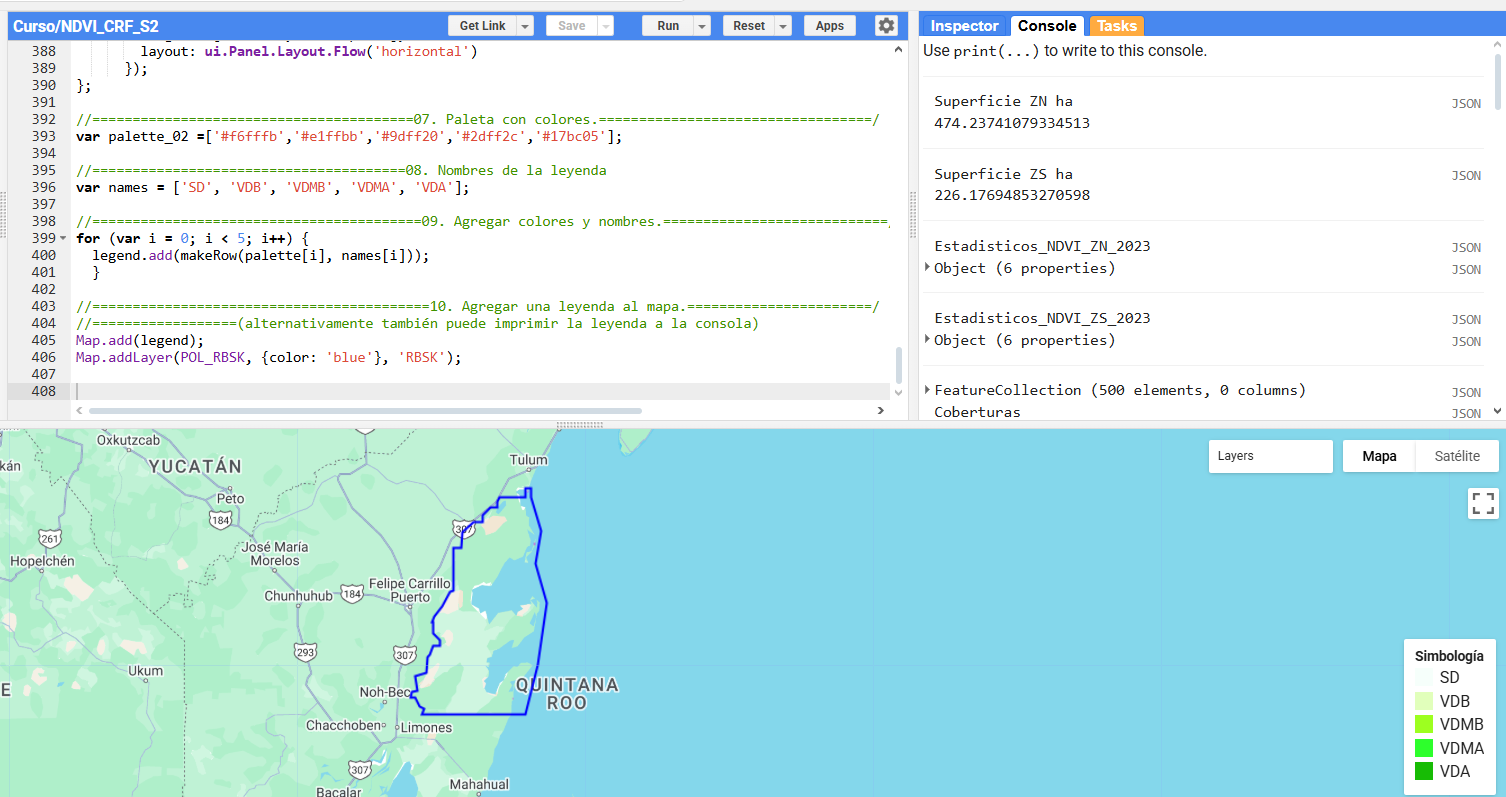 Curso/NDVI_CRF_S2
Get Link
Save
Run
Reset
Apps
388 layout: ui.Panel.Layout.Flow('horizontal')
389 });
390 };
391
392 //========================================07. Paleta con colores.==================================/
393 var palette_02 =['#f6fffb','#e1ffbb','#9dff20','#2dff2c','#17bc05'];
394
395 //=======================================08. Nombres de la leyenda
396 var names = ['SD', 'VDB', 'VDMB', 'VDMA', 'VDA'];
397
398 //=========================================09. Agregar colores y nombres.============================
399 for (var i = 0; i < 5; i++) {
400 legend.add(makeRow(palette[i], names[i]));
401 }
402
403 //==========================================10. Agregar una leyenda al mapa.=======================/
404 //==================(alternativamente también puede imprimir la leyenda a la consola)
405 Map.add(legend);
406 Map.addLayer(POL_RBSK, {color: 'blue'}, 'RBSK');
407
408
Inspector
Console
Tasks
Use print(...) to write to this console.
Superficie ZN ha
JSON
474.23741079334513
Superficie ZS ha
JSON
226.17694853270598
Estadisticos_NDVI_ZN_2023
JSON
Object (6 properties)
JSON
Estadisticos_NDVI_ZS_2023
JSON
Object (6 properties)
JSON
FeatureCollection (500 elements, 0 columns)
JSON
Coberturas
JSON
Layers
Mapa
Satélite
Oxkutzcab
kán
YUCATÁN
Tulum
Peto
184
261
307
Hopelchén
José María
Morelos
Felipe Carrillo
Puerto
Chunhuhub
184
293
307
Ukum
E
Noh-Bec
QUINTANA
ROO
Chacchoben
Limones
307
Mahahual
Bacalar
Simbología
SD
VDB
VDMB
VDMA
VDA